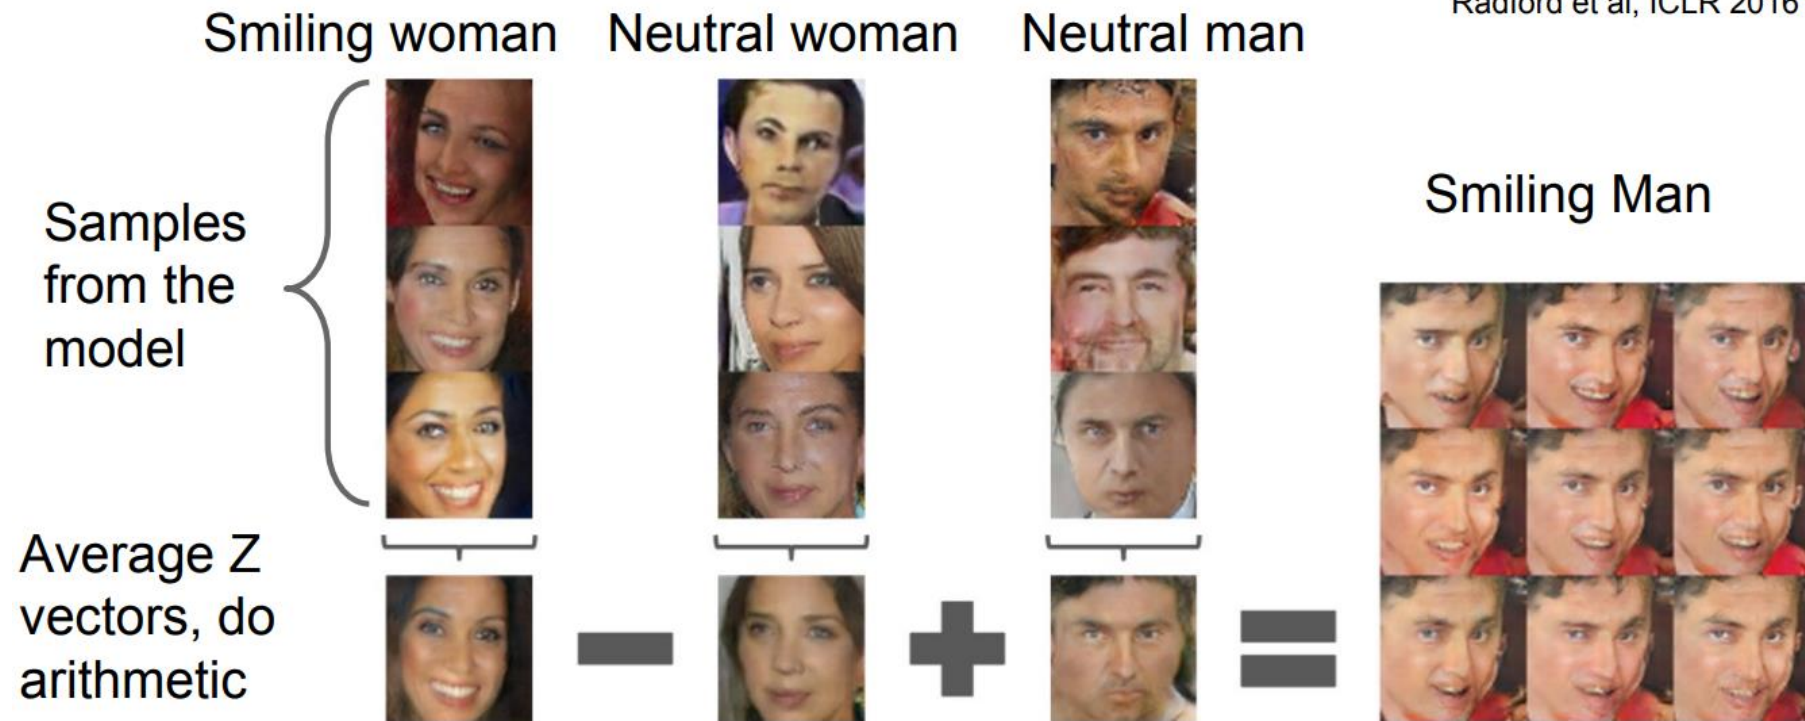 Radford et al, ICLR 2016
Smiling woman
Neutral woman
Neutral man
Samples
from the
model
Smiling Man
Average Z
vectors, do
arithmetic